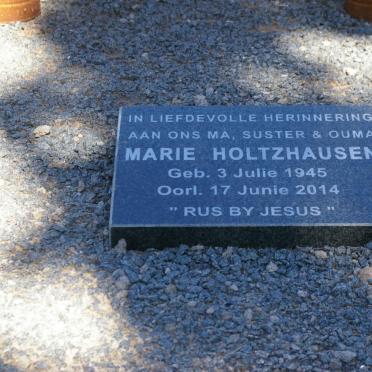 IN LIEFDEVOLLE HERINNERING
AAN ONS MA, SUSTER & OUMA
MARIE HOLTZHAUSEN
Geb. 3 Julie 1945
Oorl. 17 Junie 2014
" RUS BY JESUS "